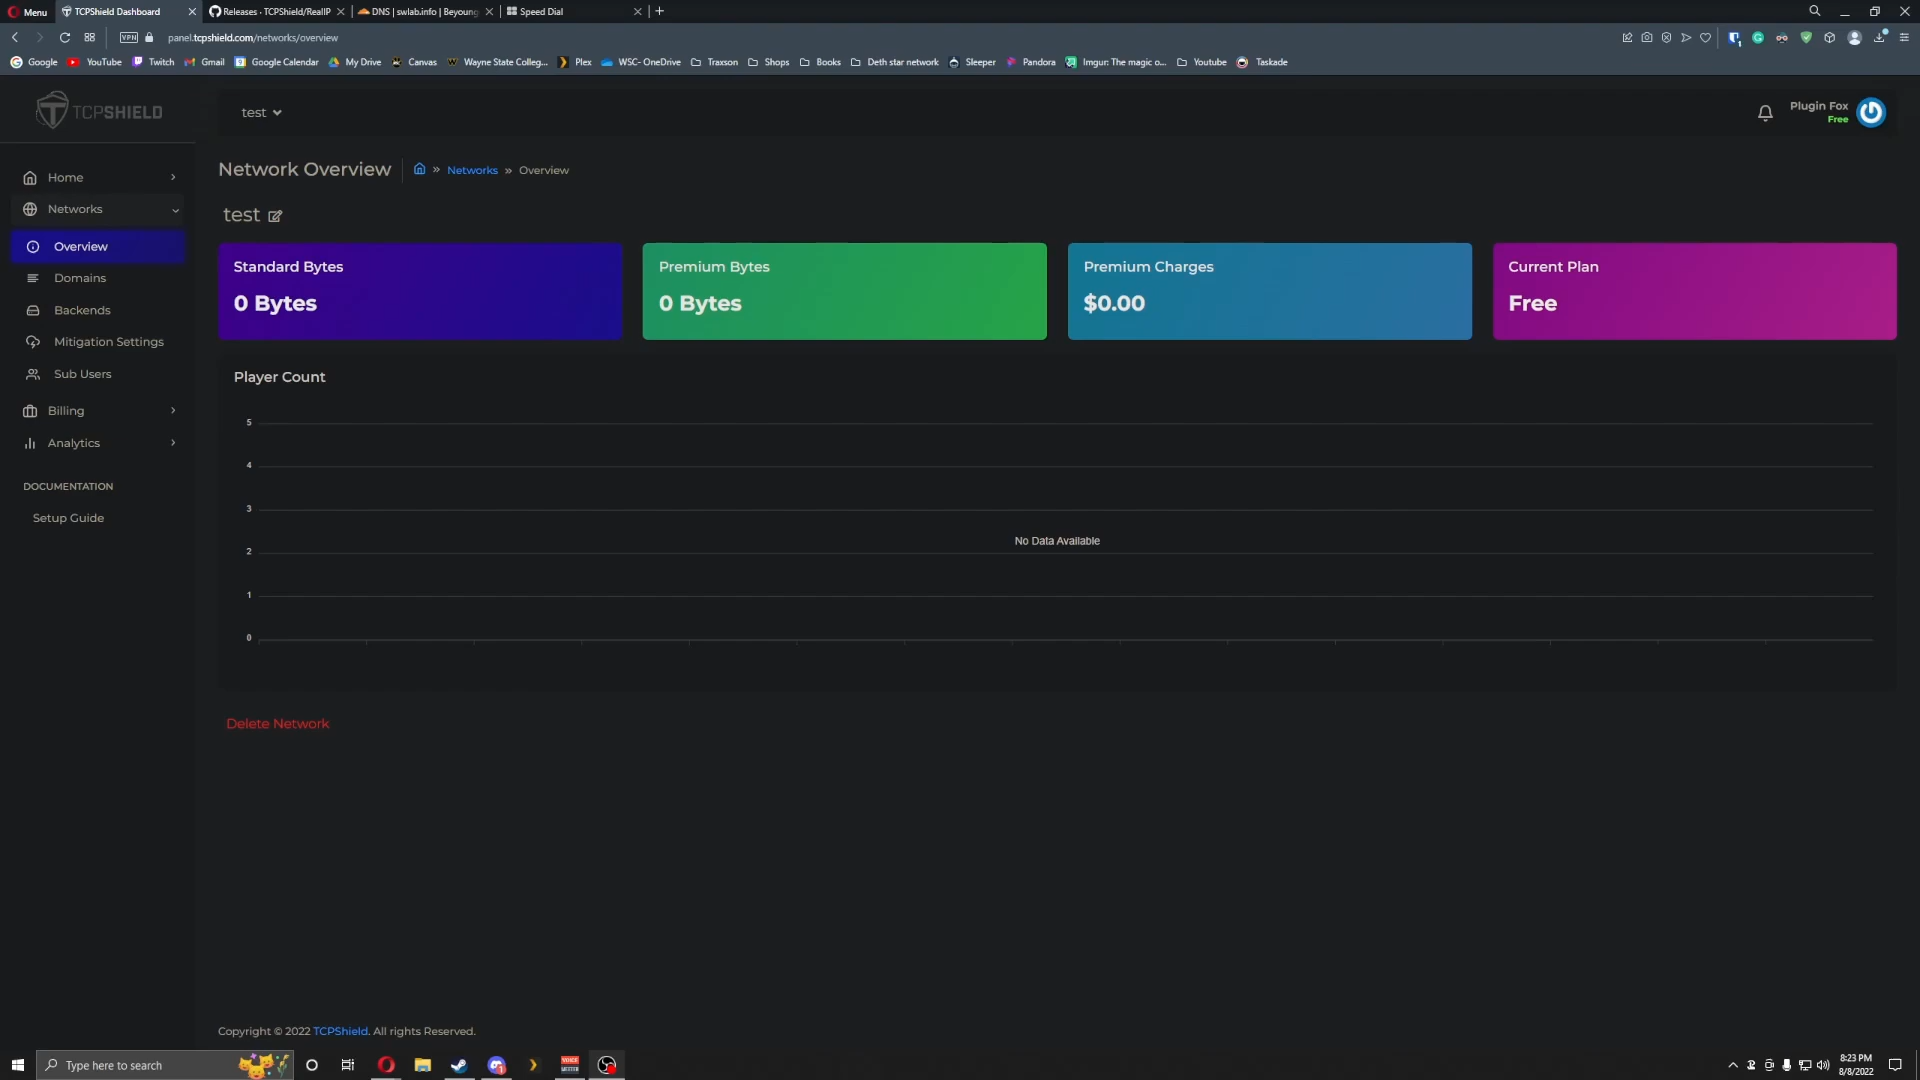 Menu
TCPShield Dashboard
Releases · TCPShield/RealIP
DNS | swlab.info | Beyoung
Speed Dial
VPN
panel.tcpshield.com/networks/overview
Google
YouTube
Twitch
Gmail
Google Calendar
My Drive
Canvas
Wayne State Colleg...
Plex
WSC- OneDrive
Traxson
Shops
Books
Deth star network
Sleeper
Pandora
Imgur: The magic o...
Youtube
Taskade
TCPSHIELD
test
Plugin Fox
Free
Network Overview
» Networks » Overview
Home
Networks
Overview
Domains
Backends
Mitigation Settings
Sub Users
Billing
Analytics
DOCUMENTATION
Setup Guide
test
Standard Bytes
0 Bytes
Premium Bytes
0 Bytes
Premium Charges
$0.00
Current Plan
Free
Player Count
5
4
3
2
1
0
No Data Available
Delete Network
Copyright © 2022 TCPShield. All rights Reserved.
Type here to search
8:23 PM
8/8/2022